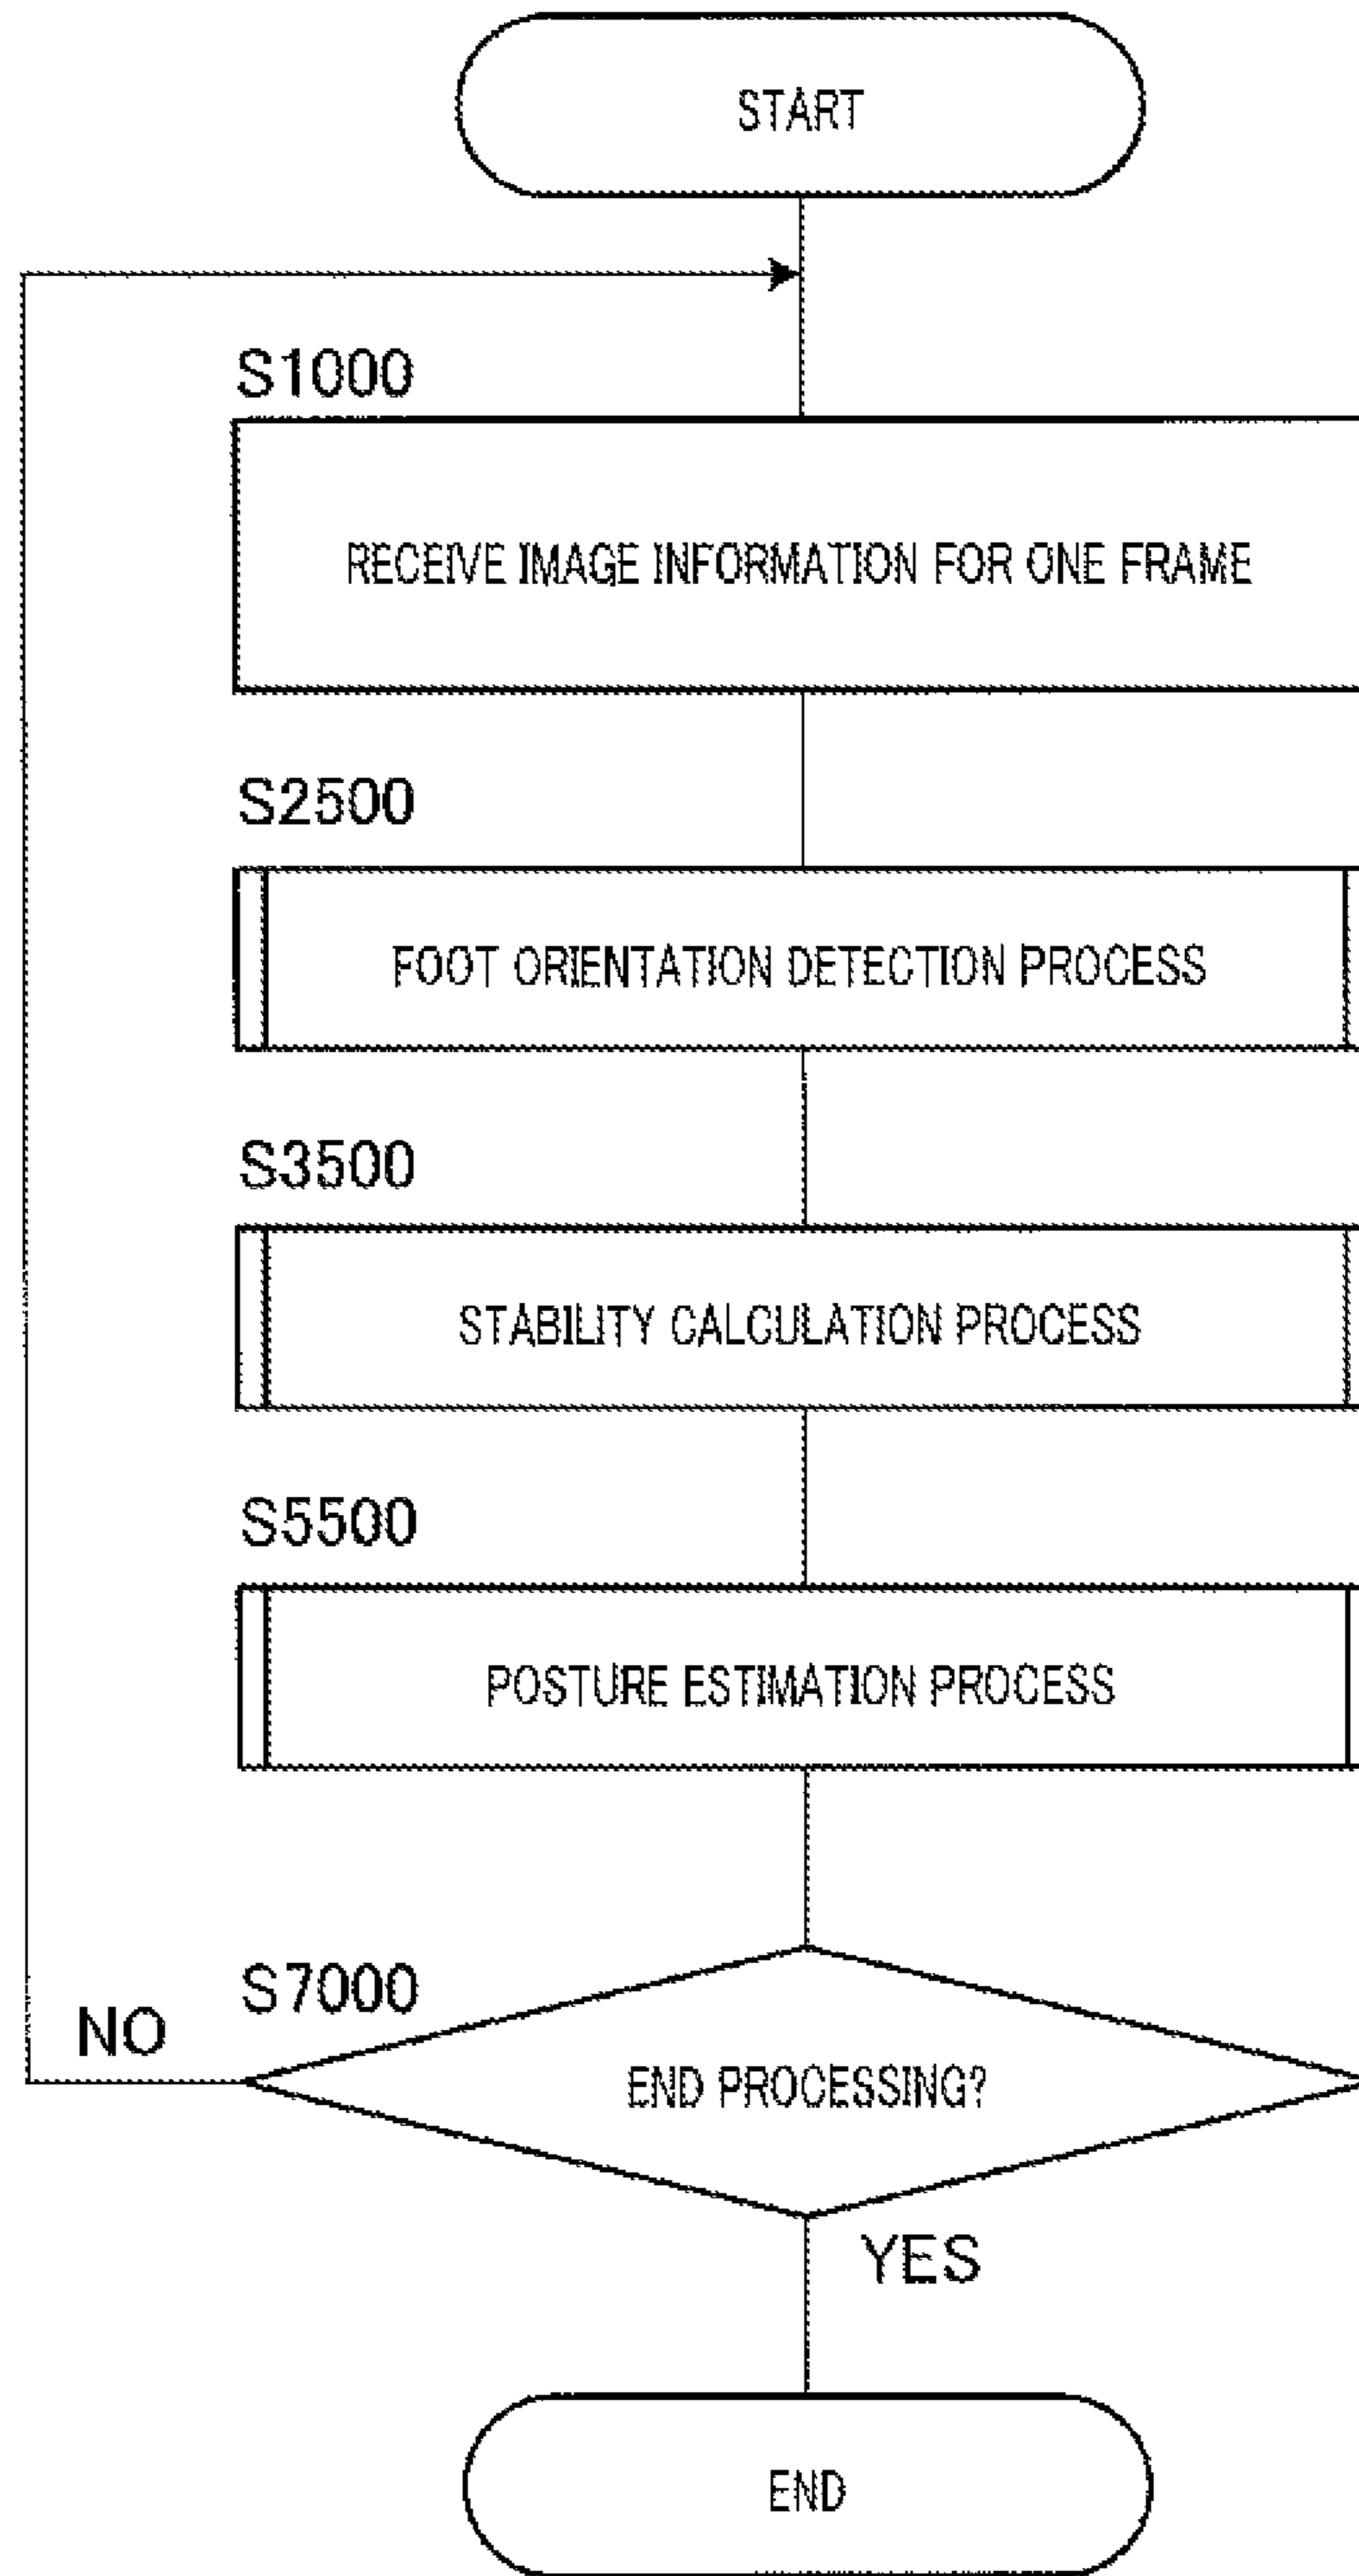 START
S1000
RECEIVE IMAGE INFORMATION FOR ONE FRAME
S2500
FOOT ORIENTATION DETECTION PROCESS
S3500
STABILITY CALCULATION PROCESS
S5500
POSTURE ESTIMATION PROCESS
S7000
NO
END PROCESSING?
YES
END